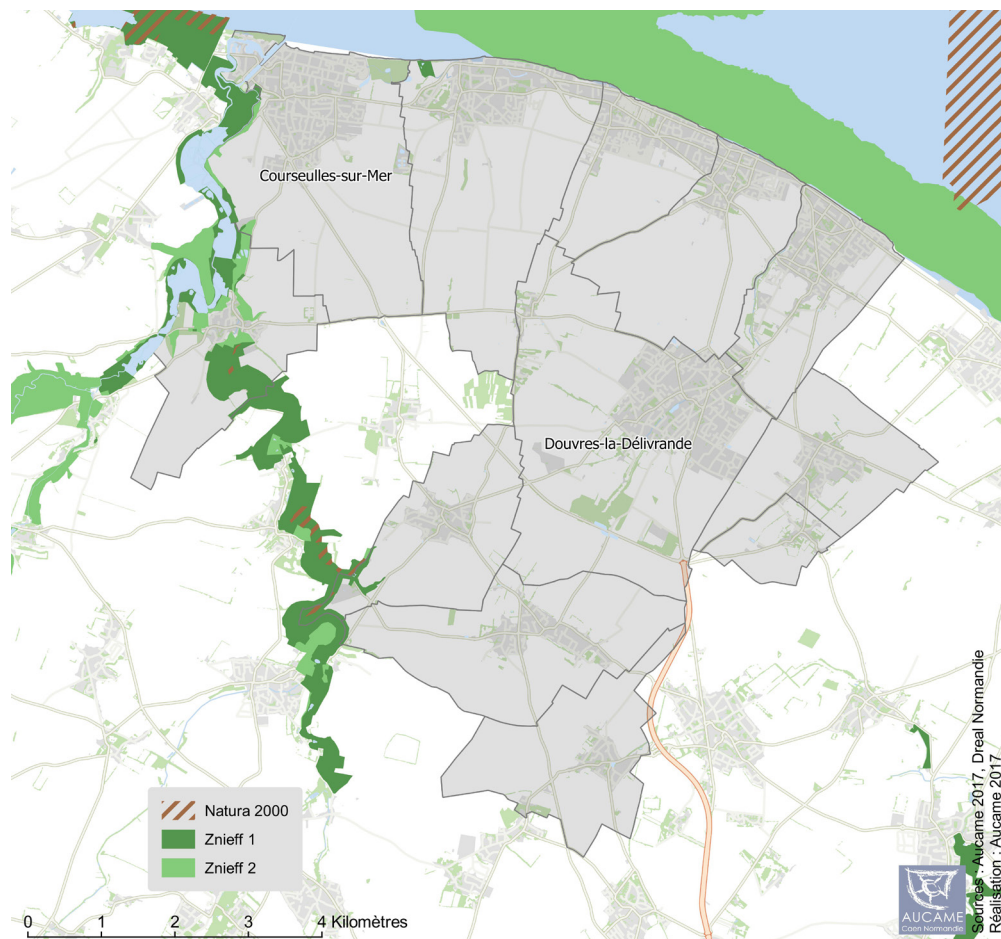 Courseulles-sur-Mer
Douvres-la-Délivrande
Natura 2000
Znieff 1
Znieff 2
0 1 2 3 4 Kilomètres
AUCAME
Caen Normandie
Sources : Aucame 2017, Dreal Normandie
Réalisation : Aucame 2017